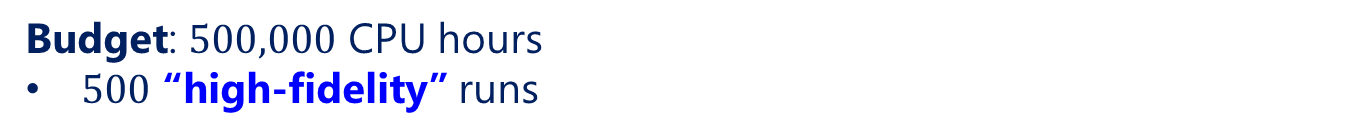 Budget: 500,000 CPU hours
• 500 “high-fidelity” runs